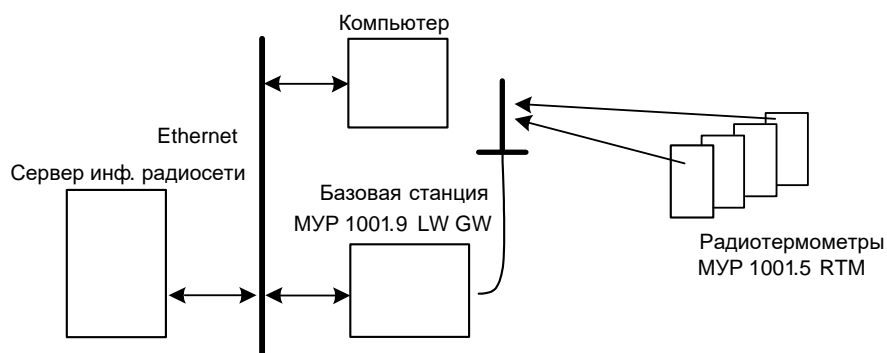 Компьютер
Ethernet
Сервер инф. радиосети
Базовая станция
МУР 1001.9 LW GW
Радиотермометры
МУР 1001.5 RTM